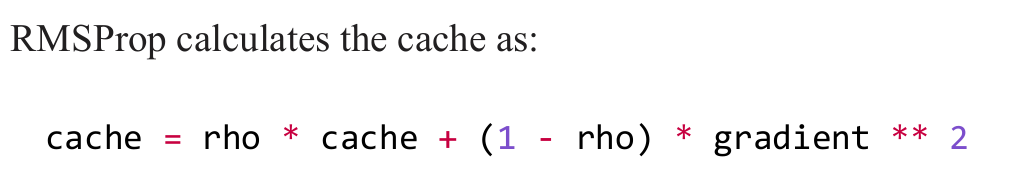 RMSProp calculates the cache as:
cache = rho * cache + (1 - rho) * gradient ** 2